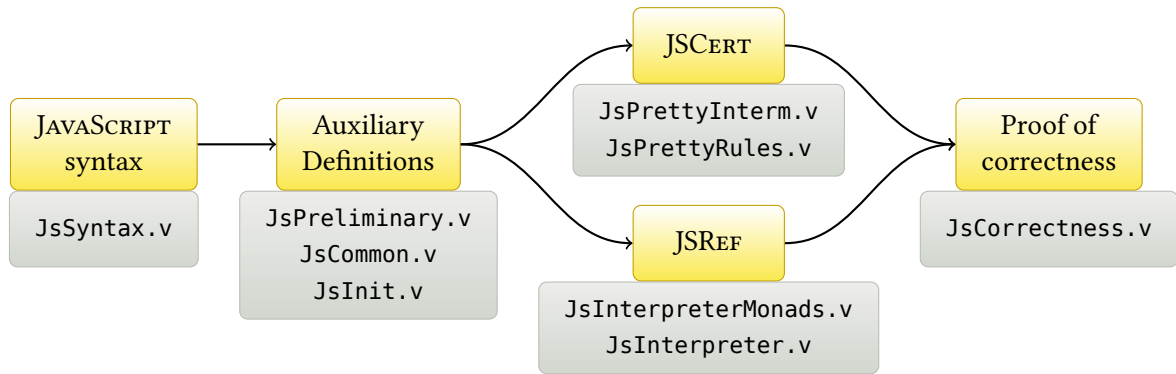 JAVASCRIPT
syntax
JsSyntax.v
Auxiliary
Definitions
JsPreliminary.v
JsCommon.v
JsInit.v
JSCERT
JsPrettyInterm.v
JsPrettyRules.v
JSREF
JsInterpreterMonads.v
JsInterpreter.v
Proof of
correctness
JsCorrectness.v